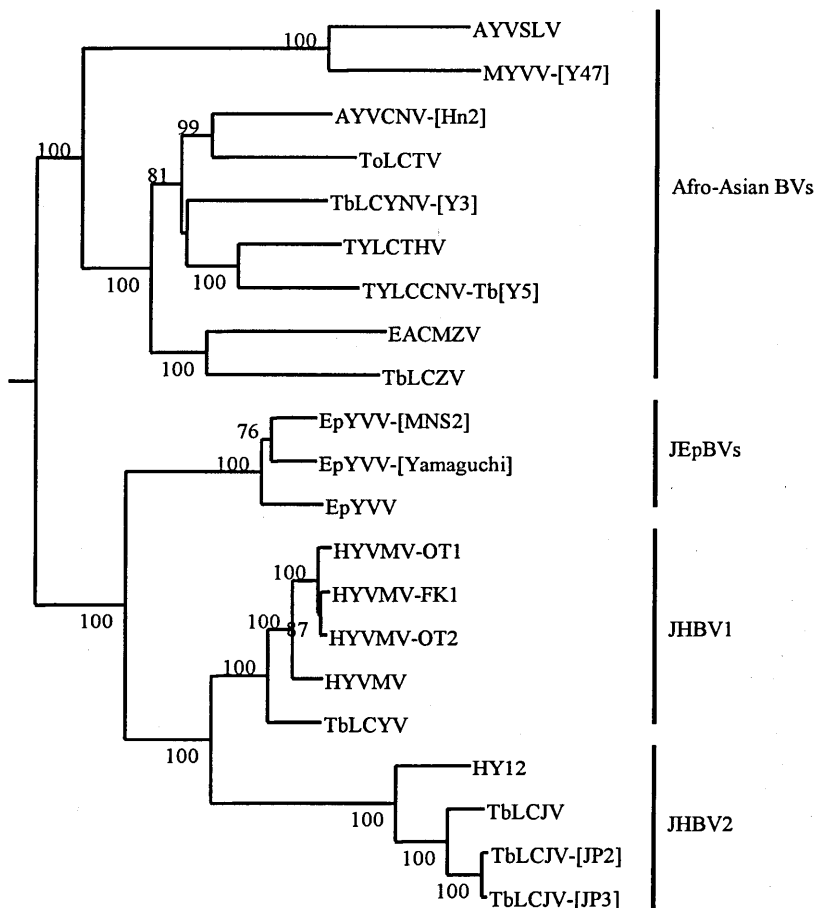 100
AYVSLV
MYVV-[Y47]
99
AYVCNV-[Hn2]
100
ToLCTV
81
Afro-Asian BVs
TbLCYNV-[Y3]
TYLCTHV
100
100
TYLCCNV-Tb[Y5]
EACMZV
100
TbLCZV
EpYVV-[MNS2]
76
JEpBVs
100
EpYVV-[Yamaguchi]
EpYVV
HYVMV-OT1
100
HYVMV-FK1
100
100
87
HYVMV-OT2
JHBV1
100
HYVMV
TbLCYV
100
HY12
100
TbLCJV
JHBV2
100
TbLCJV-[JP2]
100
TbLCJV-[JP3]